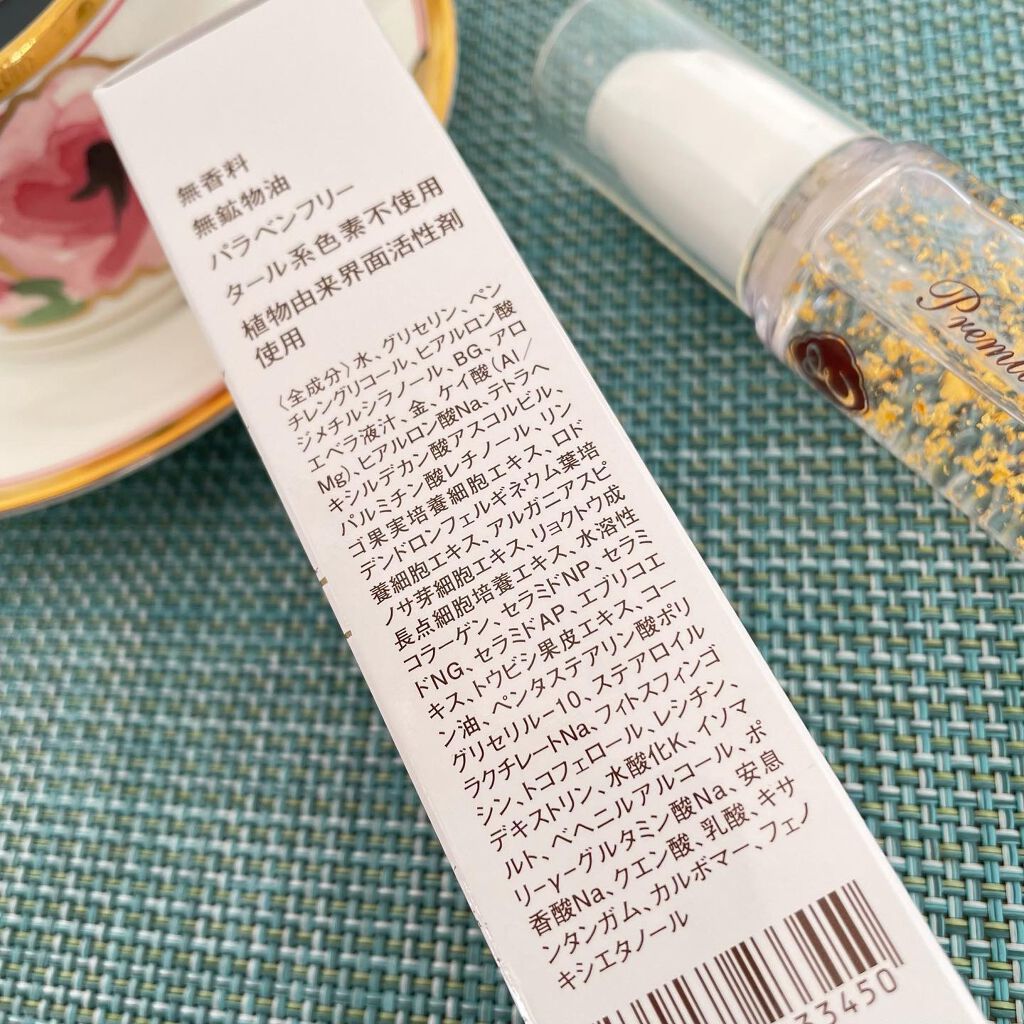 無香料
無鉱物油
パラベンフリー
タール系色素不使用
植物由来界面活性剤
使用
〈全成分〉水、グリセリン、ペン
チレングリコール、ヒアルロン酸
ジメチルシラノール、BG、アロ
エベラ液汁、金、ケイ酸(Al/
Mg)、ヒアルロン酸Na、テトラヘ
キシルデカン酸アスコルビル、
パルミチン酸レチノール、リン
ゴ果実培養細胞エキス、ロド
デンドロンフェルギネウム葉培
養細胞エキス、アルガニアスピ
ノサ芽細胞エキス、リョクトウ成
長点細胞培養エキス、水溶性
コラーゲン、セラミドNP、セラミ
ドNG、セラミドAP、エブリコエ
キス、トウビシ果皮エキス、コー
ン油、ペンタステアリン酸ポリ
グリセリル-10、ステアロイル
ラクチレートNa、フィトスフィンゴ
シン、トコフェロール、レシチン、
デキストリン、水酸化K、イソマ
ルト、ベヘニルアルコール、ポ
リ-γ-グルタミン酸Na、安息
香酸Na、クエン酸、乳酸、キサ
ンタンガム、カルボマー、フェノ
キシエタノール
33450